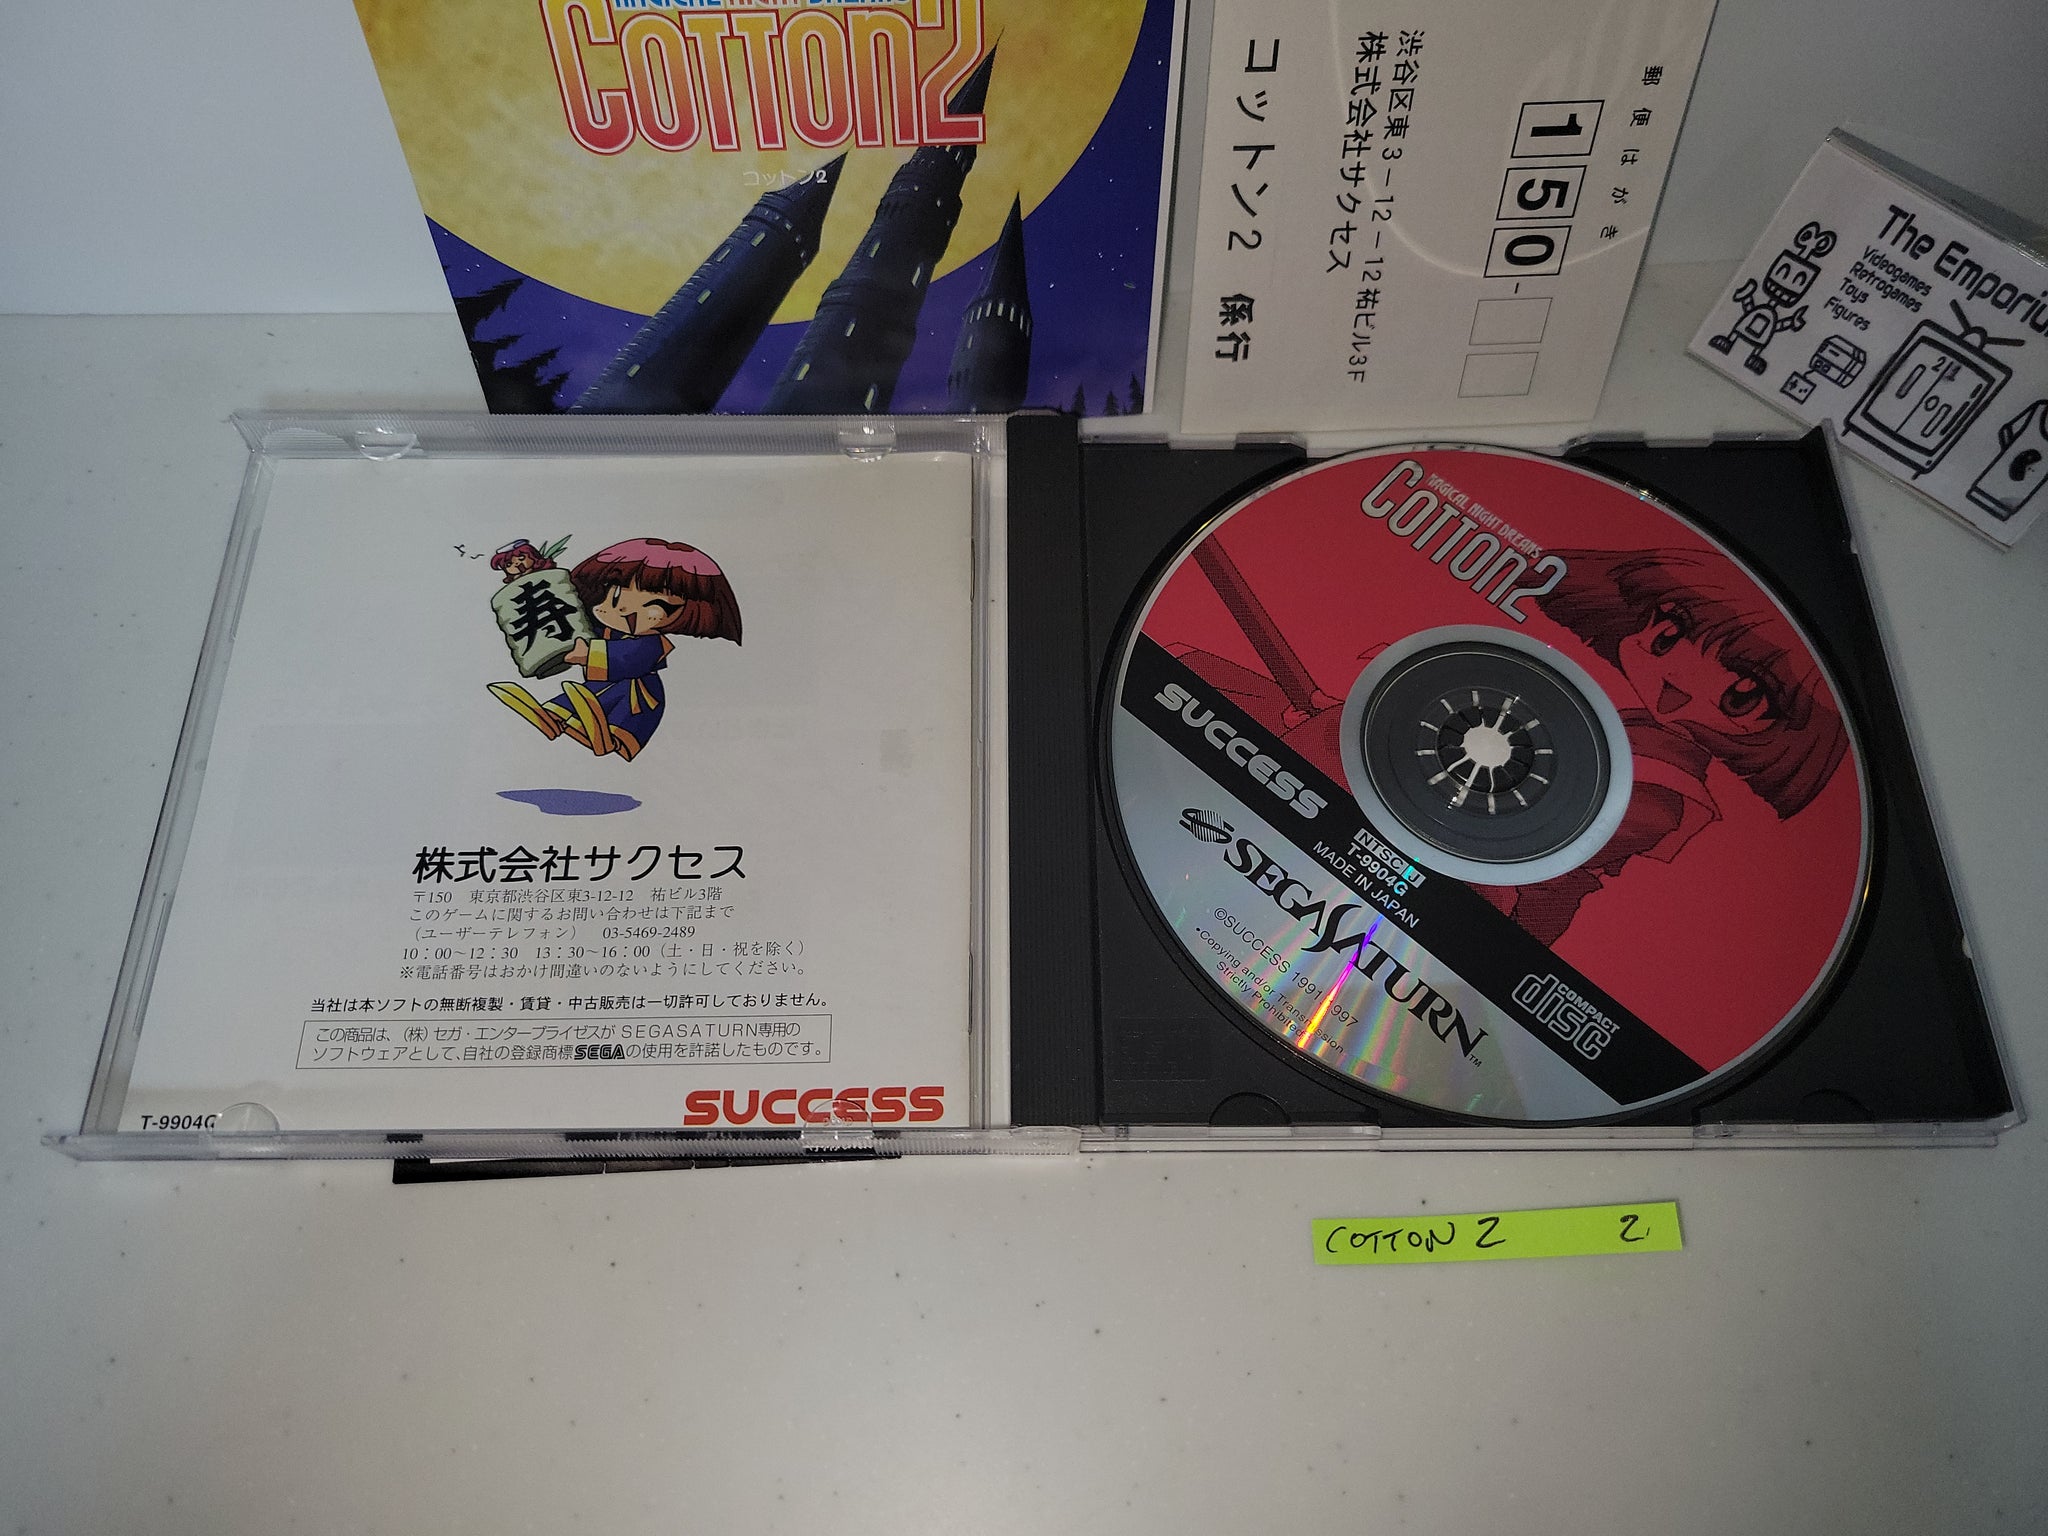 MAGICAL NIGHT DREAMS
COTTON2
コットン2
郵便はがき
150-
渋谷区東3-12-12祐ビル3F
株式会社サクセス
コットン2 係行
The Emporium
Videogames
Retrogames
Toys
Figures
21
寿
株式会社サクセス
〒150 東京都渋谷区東3-12-12 祐ビル3階
このゲームに関するお問い合わせは下記まで
(ユーザーテレフォン) 03-5469-2489
10:00~12:30 13:30~16:00(土・日・祝を除く)
※電話番号はおかけ間違いのないようにしてください。
当社は本ソフトの無断複製・賃貸・中古販売は一切許可しておりません。
この商品は、(株)セガ・エンタープライゼスがSEGASATURN専用の
ソフトウェアとして、自社の登録商標SEGAの使用を許諾したものです。
SUCCESS
T-9904G
MAGICAL NIGHT DREAMS
COTTON2
SUCCESS
NTSC J
T-9904G
MADE IN JAPAN
SEGA SATURN™
©SUCCESS 1991,1997
•Copying and/or Transmission
Strictly Prohibited.
COMPACT
disc
COTTON 2 2